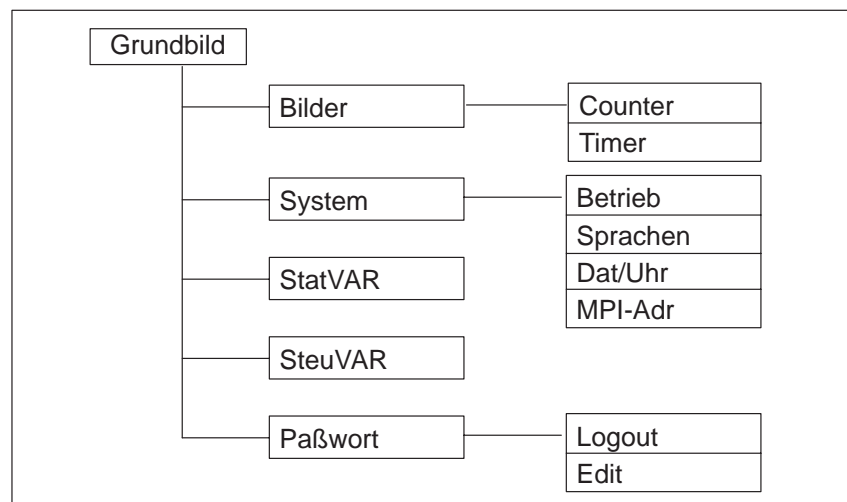 Grundbild
Bilder
Counter
Timer
System
Betrieb
Sprachen
Dat/Uhr
MPI-Adr
StatVAR
SteuVAR
Paßwort
Logout
Edit